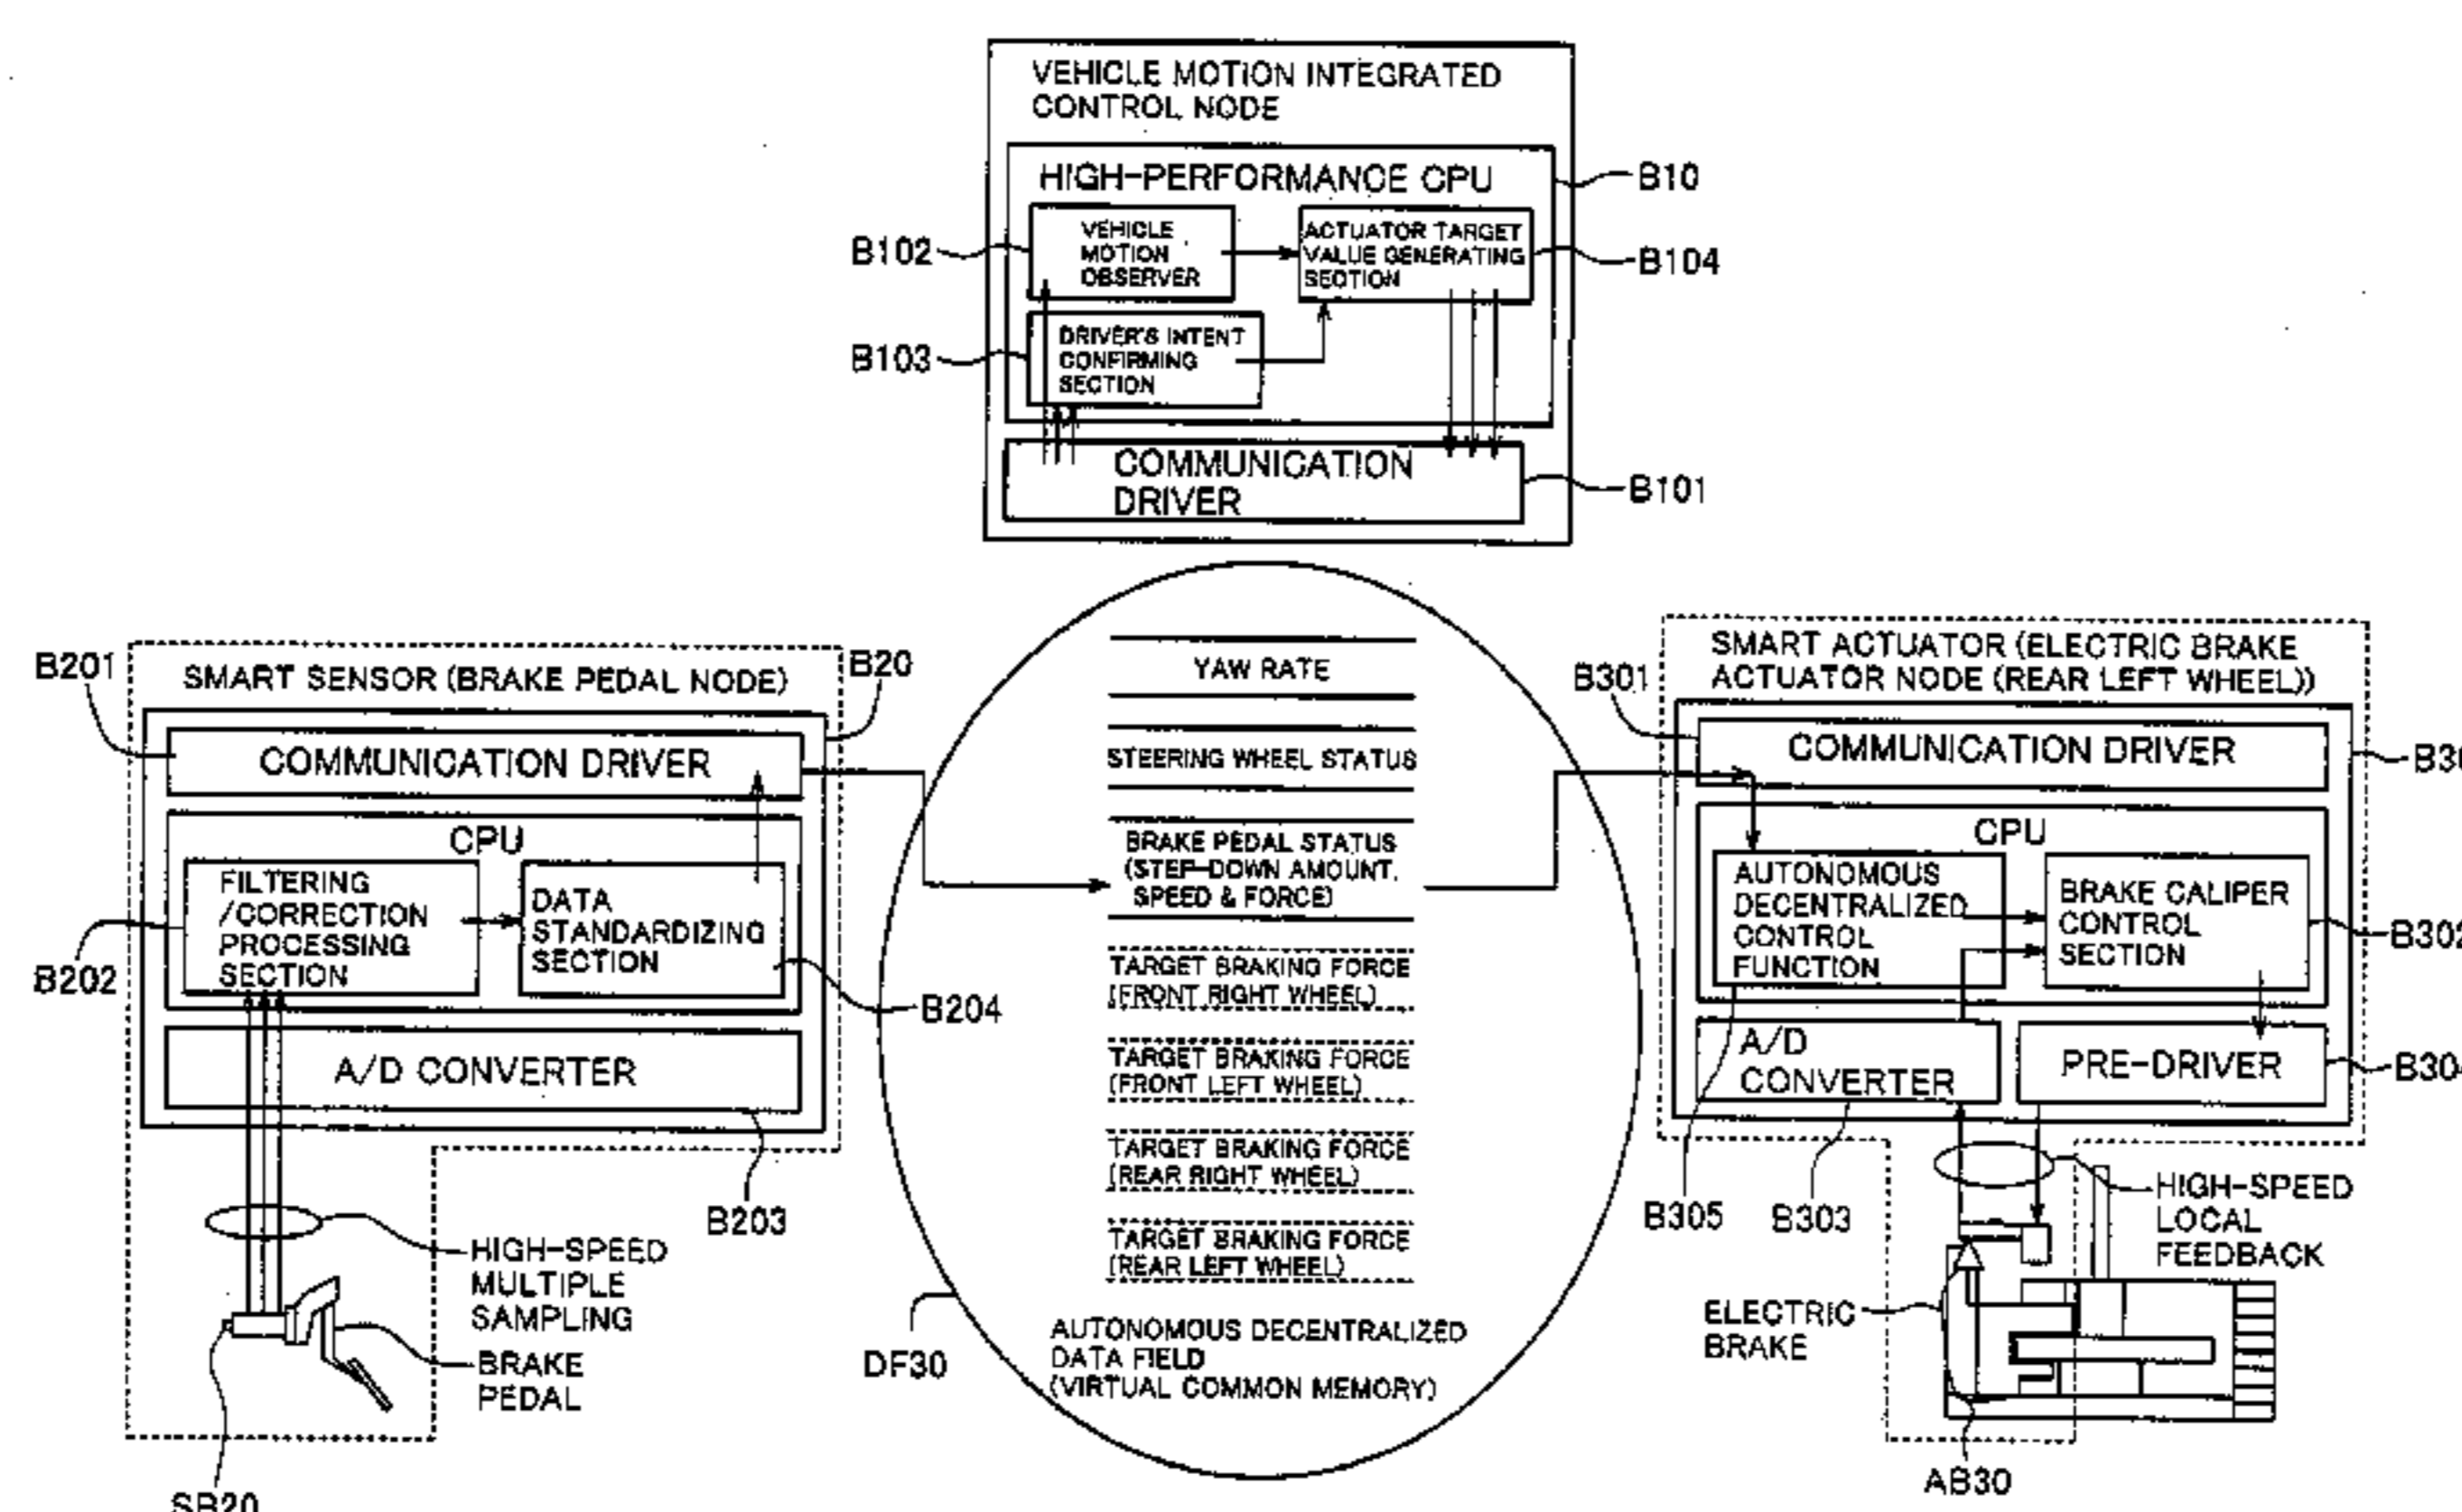 VEHICLE MOTION INTEGRATED
CONTROL NODE
HIGH-PERFORMANCE CPU
B10
VEHICLE
MOTION
OBSERVER
B102
ACTUATOR TARGET
VALUE GENERATING
SECTION
B104
DRIVER'S INTENT
CONFIRMING
SECTION
B103
COMMUNICATION
DRIVER
B101
B201
SMART SENSOR (BRAKE PEDAL NODE)
B20
COMMUNICATION DRIVER
CPU
FILTERING
/CORRECTION
PROCESSING
SECTION
B202
DATA
STANDARDIZING
SECTION
B204
A/D CONVERTER
B203
HIGH-SPEED
MULTIPLE
SAMPLING
BRAKE
PEDAL
SB20
YAW RATE
STEERING WHEEL STATUS
BRAKE PEDAL STATUS
(STEP-DOWN AMOUNT,
SPEED & FORCE)
TARGET BRAKING FORCE
(FRONT RIGHT WHEEL)
TARGET BRAKING FORCE
(FRONT LEFT WHEEL)
TARGET BRAKING FORCE
(REAR RIGHT WHEEL)
TARGET BRAKING FORCE
(REAR LEFT WHEEL)
DF30
AUTONOMOUS DECENTRALIZED
DATA FIELD
(VIRTUAL COMMON MEMORY)
SMART ACTUATOR (ELECTRIC BRAKE
ACTUATOR NODE (REAR LEFT WHEEL))
B301
COMMUNICATION DRIVER
CPU
AUTONOMOUS
DECENTRALIZED
CONTROL
FUNCTION
BRAKE CALIPER
CONTROL
SECTION
B302
A/D
CONVERTER
PRE-DRIVER
B305
B303
HIGH-SPEED
LOCAL
FEEDBACK
ELECTRIC
BRAKE
AB30